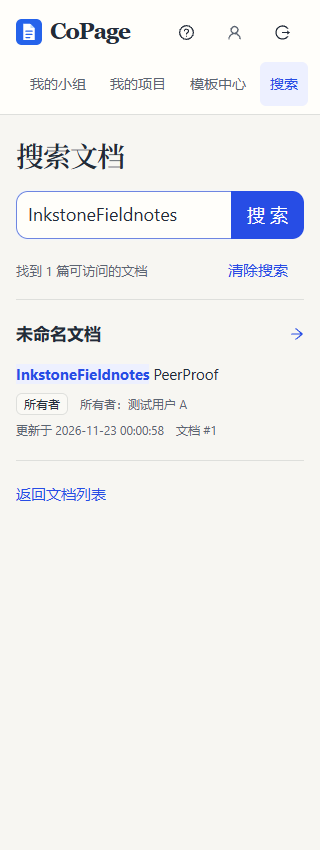 CoPage
我的小组 我的项目 模板中心 搜索
搜索文档
InkstoneFieldnotes 搜索
找到 1 篇可访问的文档 清除搜索
未命名文档
InkstoneFieldnotes PeerProof
所有者 所有者：测试用户 A
更新于 2026-11-23 00:00:58 文档 #1
返回文档列表